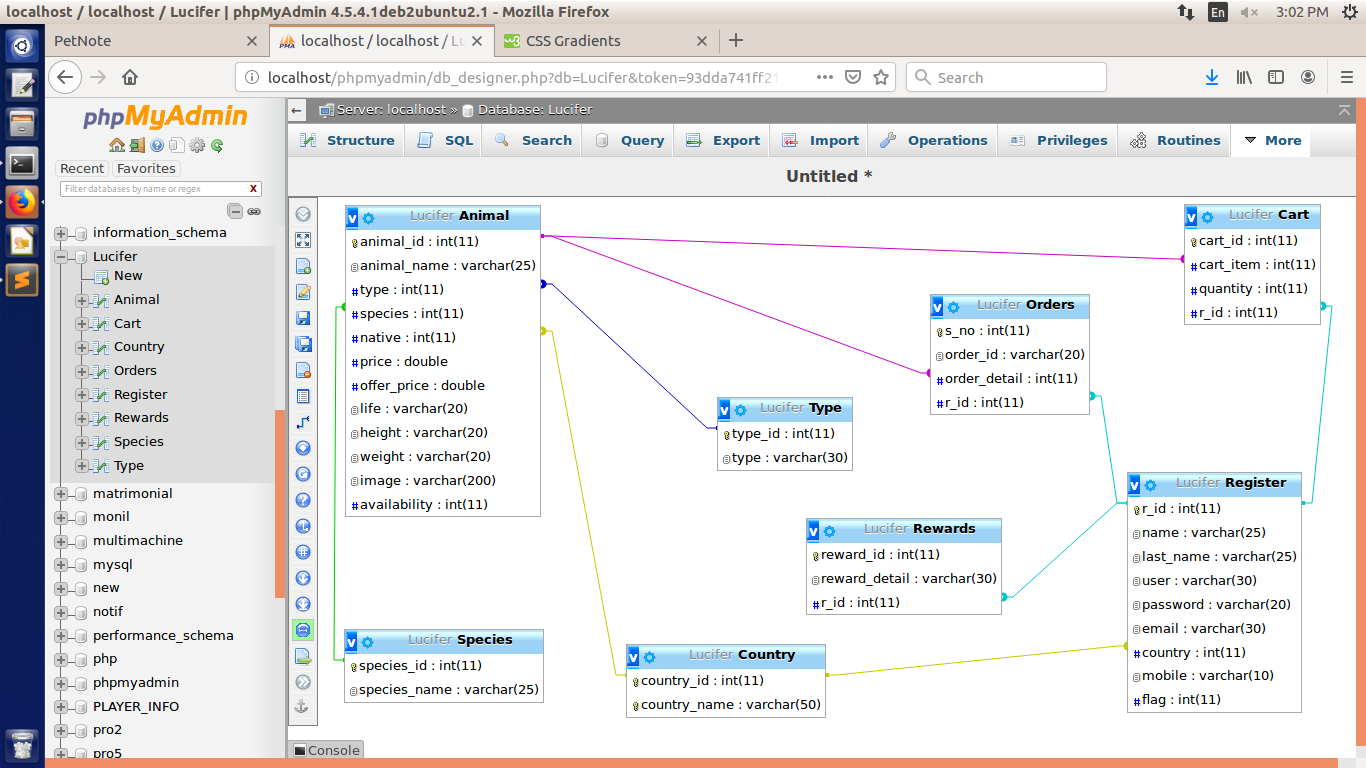 localhost / localhost / Lucifer | phpMyAdmin 4.5.4.1deb2ubuntu2.1 - Mozilla Firefox
En
3:02 PM
PetNote
localhost / localhost / Lu
CSS Gradients
localhost/phpmyadmin/db_designer.php?db=Lucifer&token=93dda741ff21
Search
phpMyAdmin
Recent
Favorites
Filter databases by name or regex
X
information_schema
Lucifer
New
Animal
Cart
Country
Orders
Register
Rewards
Species
Type
matrimonial
monil
multimachine
mysql
new
notif
performance_schema
php
phpmyadmin
PLAYER_INFO
pro2
pro5
Server: localhost »
Database: Lucifer
Structure
SQL
Search
Query
Export
Import
Operations
Privileges
Routines
More
Untitled *
v
Lucifer Animal
animal_id : int(11)
animal_name : varchar(25)
type : int(11)
species : int(11)
native : int(11)
price : double
offer_price : double
life : varchar(20)
height : varchar(20)
weight : varchar(20)
image : varchar(200)
availability : int(11)
v
Lucifer Cart
cart_id : int(11)
cart_item : int(11)
quantity : int(11)
r_id : int(11)
v
Lucifer Orders
s_no : int(11)
order_id : varchar(20)
order_detail : int(11)
r_id : int(11)
v
Lucifer Type
type_id : int(11)
type : varchar(30)
v
Lucifer Register
r_id : int(11)
name : varchar(25)
last_name : varchar(25)
user : varchar(30)
password : varchar(20)
email : varchar(30)
country : int(11)
mobile : varchar(10)
flag : int(11)
v
Lucifer Rewards
reward_id : int(11)
reward_detail : varchar(30)
r_id : int(11)
v
Lucifer Species
species_id : int(11)
species_name : varchar(25)
v
Lucifer Country
country_id : int(11)
country_name : varchar(50)
Console